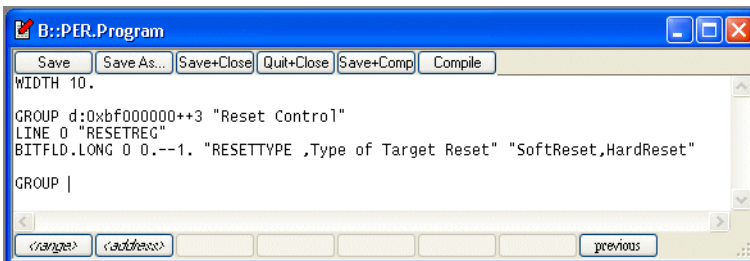 B::PER.Program
Save Save As... Save+Close Quit+Close Save+Comp Compile
WIDTH 10.
GROUP d:0xbf000000++3 "Reset Control"
LINE 0 "RESETREG"
BITFLD.LONG 0 0.--1. "RESETTYPE ,Type of Target Reset" "SoftReset,HardReset"
GROUP
<range> <address> previous